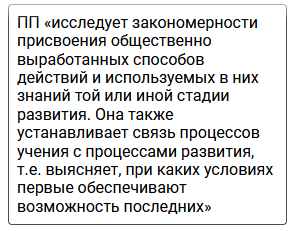 ПП «исследует закономерности
присвоения общественно
выработанных способов
действий и используемых в них
знаний той или иной стадии
развития. Она также
устанавливает связь процессов
учения с процессами развития,
т.е. выясняет, при каких условиях
первые обеспечивают
возможность последних»